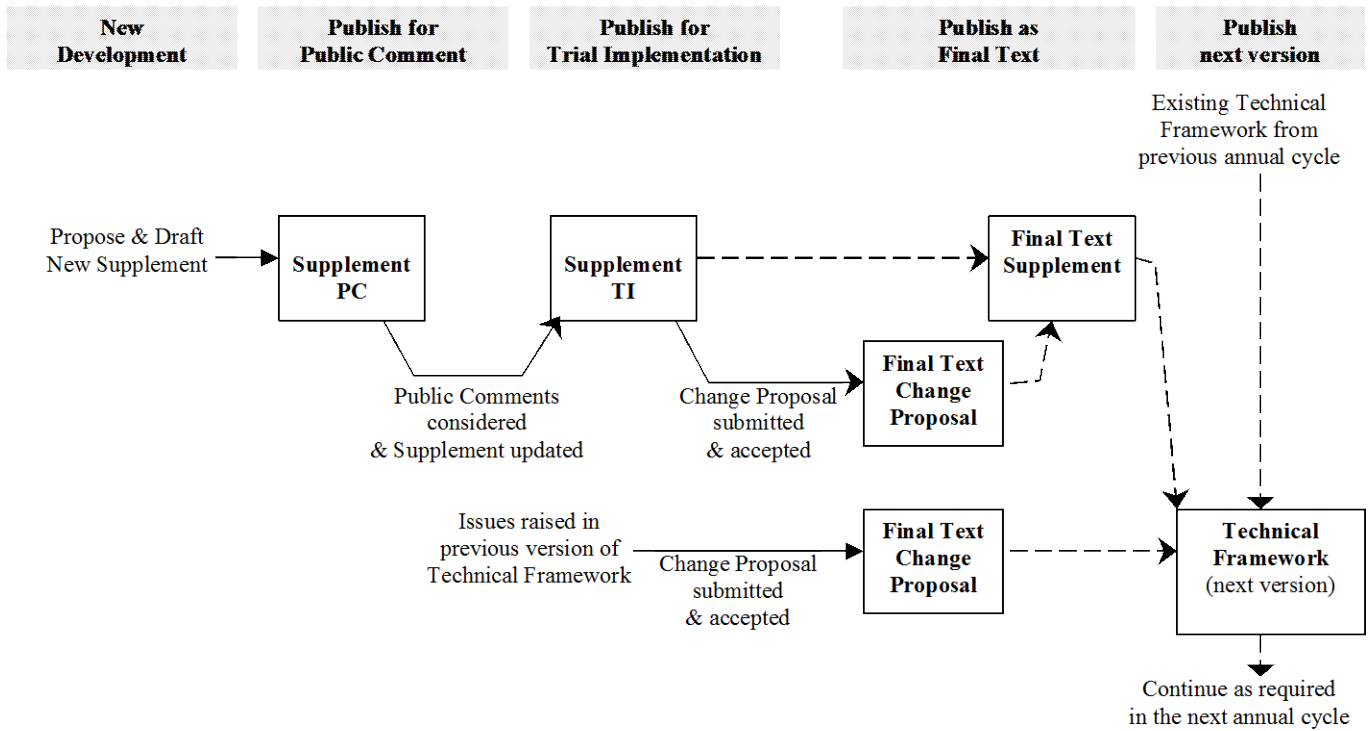 New
Development
Publish for
Public Comment
Publish for
Trial Implementation
Publish as
Final Text
Publish
next version
Existing Technical
Framework from
previous annual cycle
Propose & Draft
New Supplement
Supplement
PC
Supplement
TI
Final Text
Supplement
Public Comments
considered
& Supplement updated
Change Proposal
submitted
& accepted
Final Text
Change
Proposal
Issues raised in
previous version of
Technical Framework
Change Proposal
submitted
& accepted
Final Text
Change
Proposal
Technical
Framework
(next version)
Continue as required
in the next annual cycle